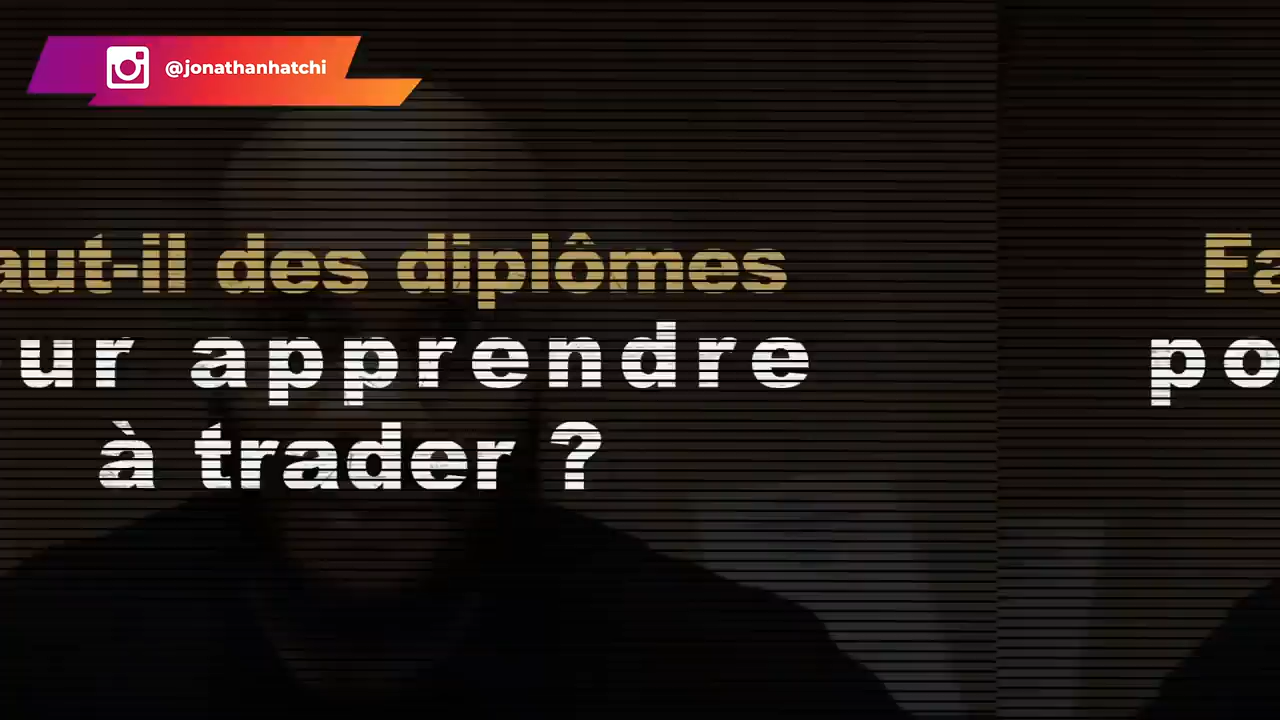 @jonathanhatchi
aut-il des diplômes
ur apprendre
à trader ?
Fa
po